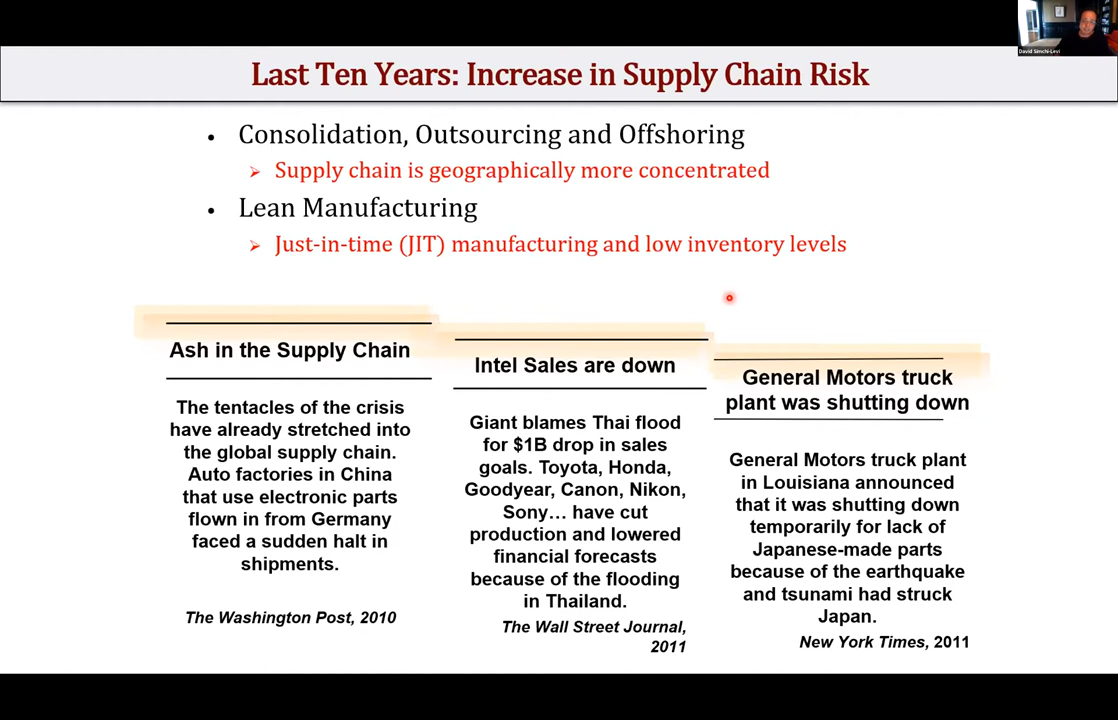 David Simchi-Levi
Last Ten Years: Increase in Supply Chain Risk
• Consolidation, Outsourcing and Offshoring
➢ Supply chain is geographically more concentrated
• Lean Manufacturing
➢ Just-in-time (JIT) manufacturing and low inventory levels
Ash in the Supply Chain
The tentacles of the crisis
have already stretched into
the global supply chain.
Auto factories in China
that use electronic parts
flown in from Germany
faced a sudden halt in
shipments.
The Washington Post, 2010
Intel Sales are down
Giant blames Thai flood
for $1B drop in sales
goals. Toyota, Honda,
Goodyear, Canon, Nikon,
Sony… have cut
production and lowered
financial forecasts
because of the flooding
in Thailand.
The Wall Street Journal,
2011
General Motors truck
plant was shutting down
General Motors truck plant
in Louisiana announced
that it was shutting down
temporarily for lack of
Japanese-made parts
because of the earthquake
and tsunami had struck
Japan.
New York Times, 2011